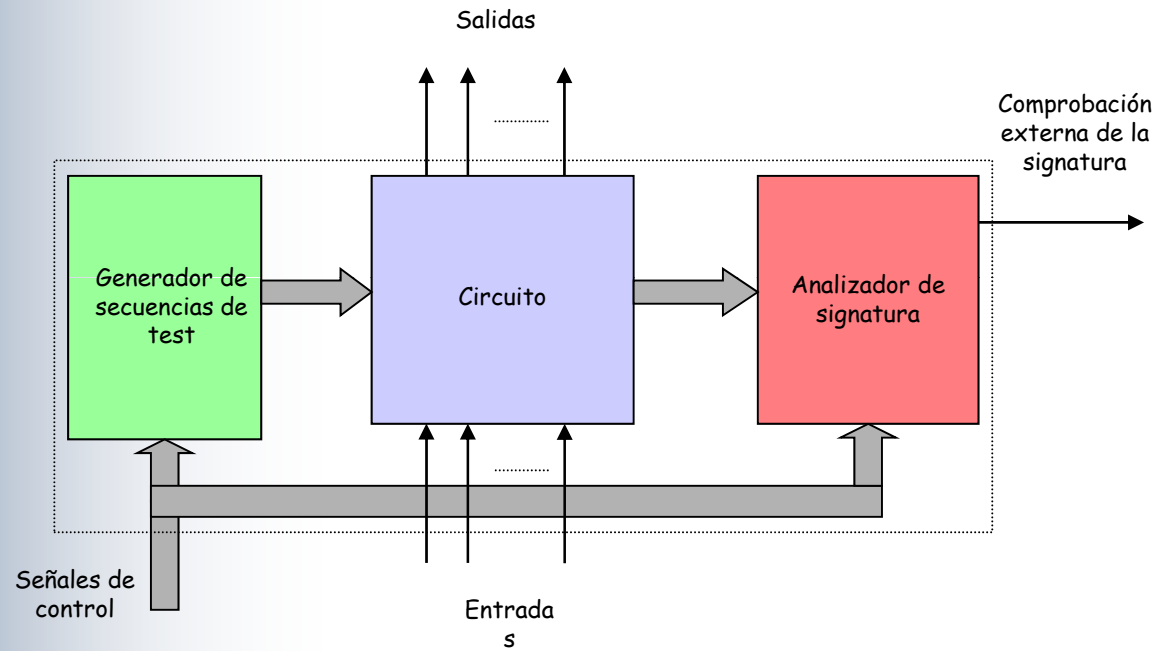 Salidas
Comprobación
externa de la
signatura
Generador de
secuencias de
test
Circuito
Analizador de
signatura
Señales de
control
Entrada
s